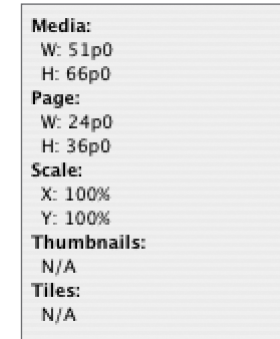 Media:
W: 51p0
H: 66p0
Page:
W: 24p0
H: 36p0
Scale:
X: 100%
Y: 100%
Thumbnails:
N/A
Tiles:
N/A